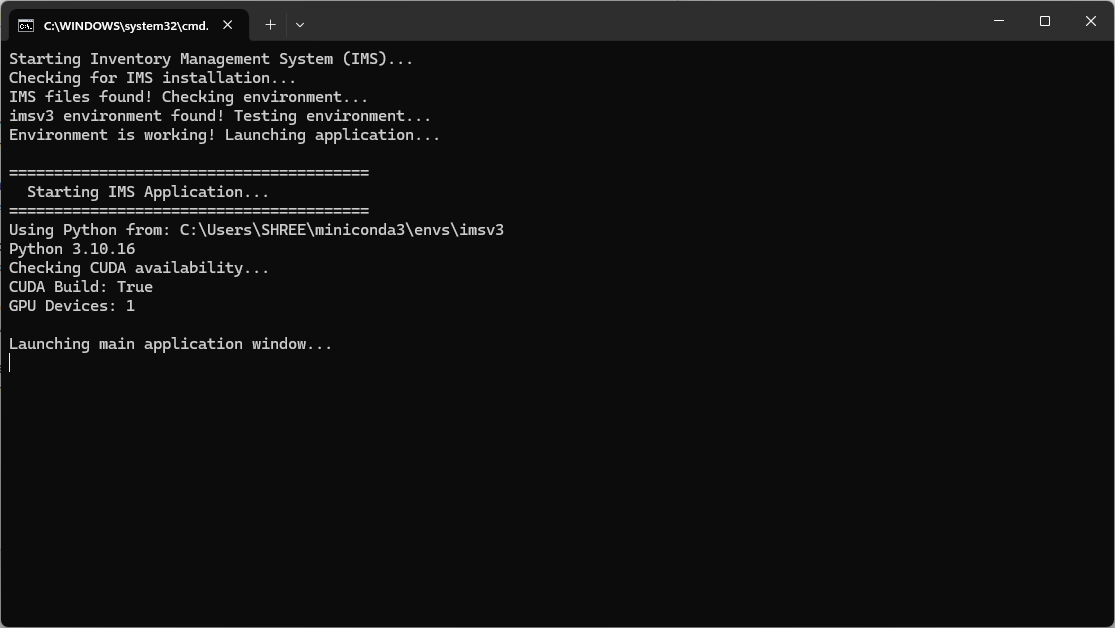 C:\WINDOWS\system32\cmd.
Starting Inventory Management System (IMS)...
Checking for IMS installation...
IMS files found! Checking environment...
imsv3 environment found! Testing environment...
Environment is working! Launching application...
========================================
Starting IMS Application...
========================================
Using Python from: C:\Users\SHREE\miniconda3\envs\imsv3
Python 3.10.16
Checking CUDA availability...
CUDA Build: True
GPU Devices: 1
Launching main application window...